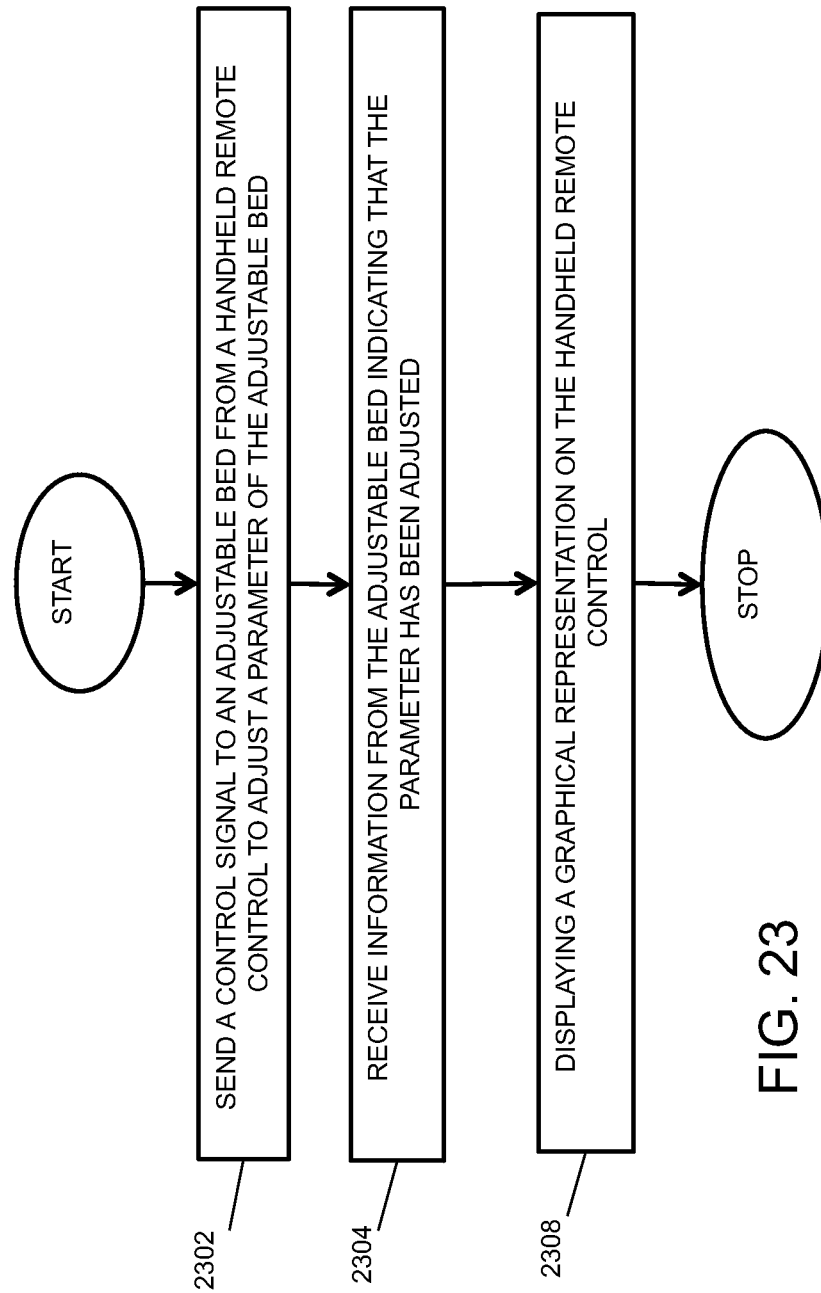 START
2302
SEND A CONTROL SIGNAL TO AN ADJUSTABLE BED FROM A HANDHELD REMOTE
CONTROL TO ADJUST A PARAMETER OF THE ADJUSTABLE BED
2304
RECEIVE INFORMATION FROM THE ADJUSTABLE BED INDICATING THAT THE
PARAMETER HAS BEEN ADJUSTED
2308
DISPLAYING A GRAPHICAL REPRESENTATION ON THE HANDHELD REMOTE
CONTROL
STOP
FIG. 23